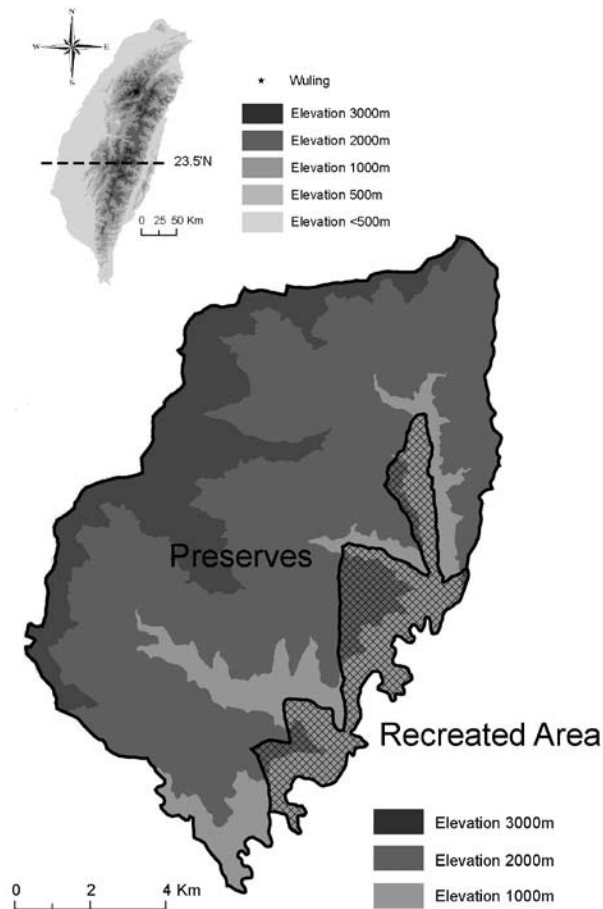 N
W E
S
Wuling
Elevation 3000m
Elevation 2000m
Elevation 1000m
Elevation 500m
Elevation <500m
23.5'N
0 25 50 Km
Preserves
Recreated Area
Elevation 3000m
Elevation 2000m
Elevation 1000m
0 2 4 Km